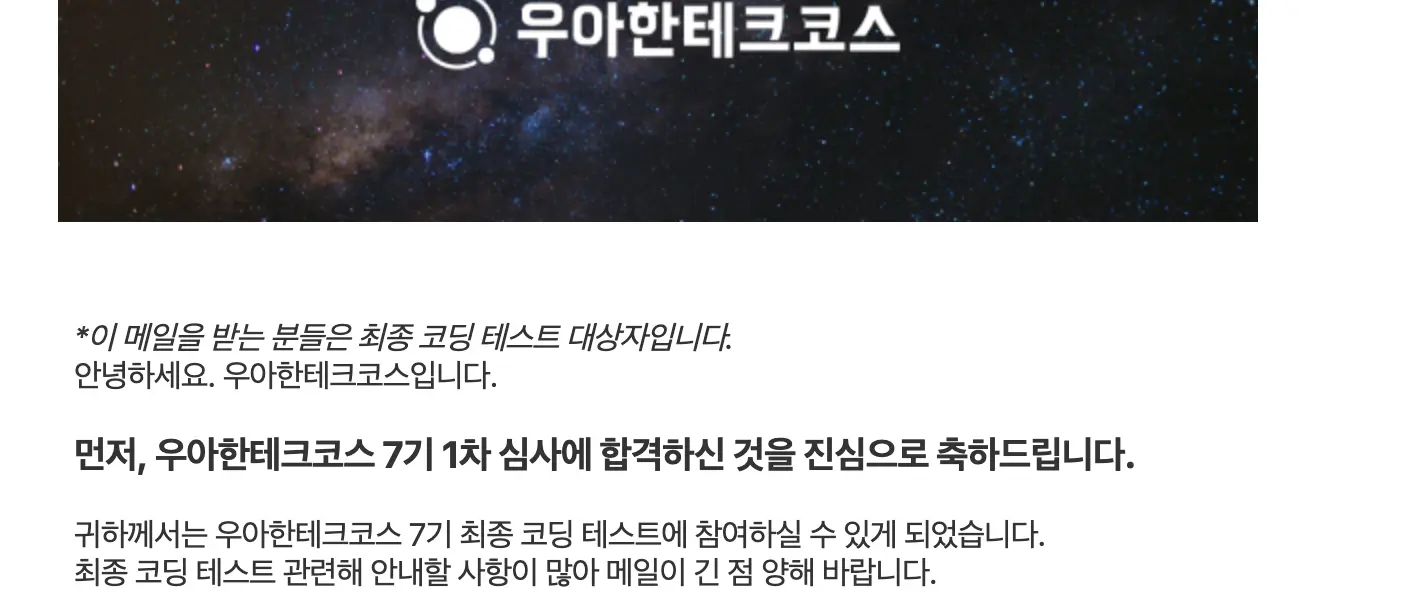 우아한테크코스
*이 메일을 받는 분들은 최종 코딩 테스트 대상자입니다.
안녕하세요. 우아한테크코스입니다.
먼저, 우아한테크코스 7기 1차 심사에 합격하신 것을 진심으로 축하드립니다.
귀하께서는 우아한테크코스 7기 최종 코딩 테스트에 참여하실 수 있게 되었습니다.
최종 코딩 테스트 관련해 안내할 사항이 많아 메일이 긴 점 양해 바랍니다.